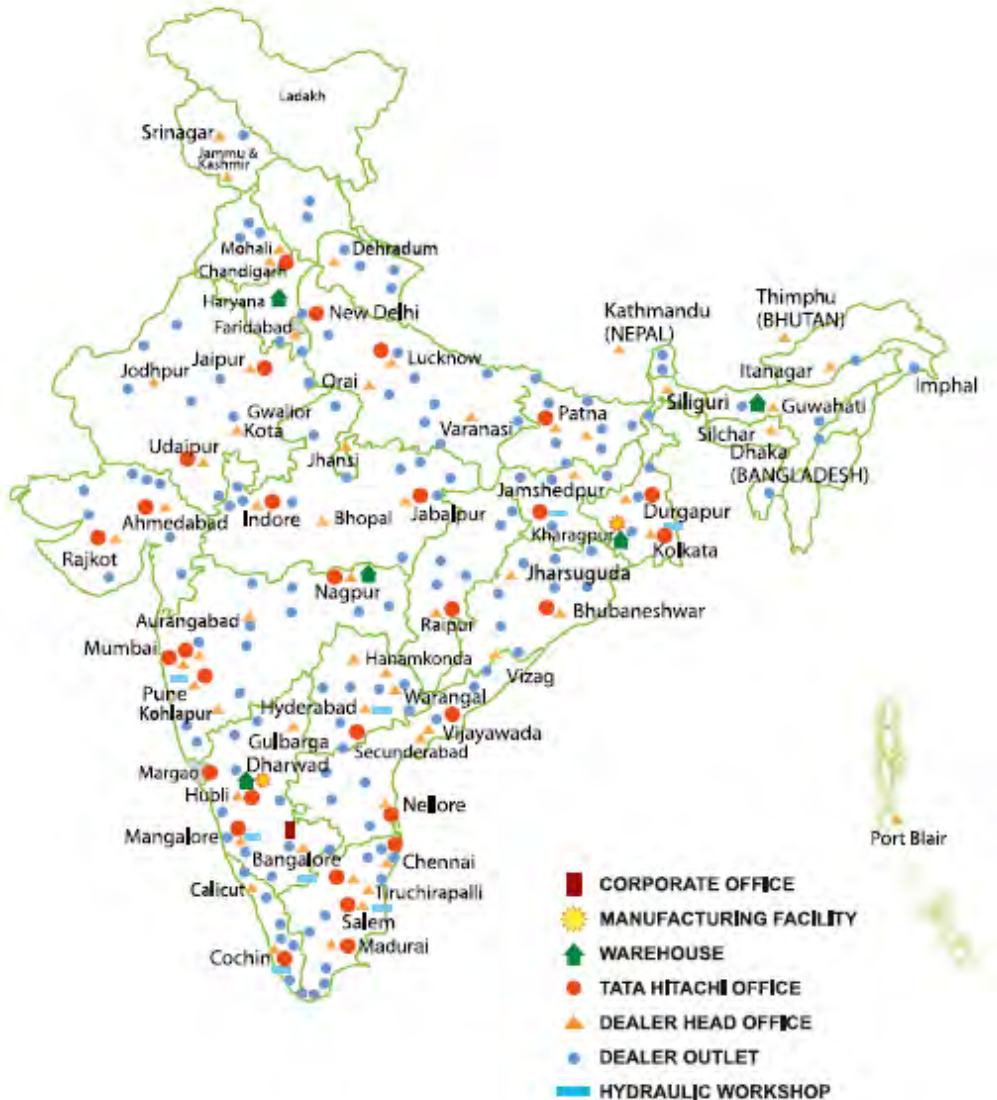 Ladakh
Srinagar
Jammu &
Kashmir
Mohali
Dehradum
Chandigarh
Haryana
New Delhi
Faridabad
Kathmandu
(NEPAL)
Thimphu
(BHUTAN)
Jaipur
Lucknow
Jodhpur
Orai
Itanagar
Imphal
Gwalior
Kota
Varanasi
Patna
Siliguri
Guwahati
Udaipur
Jhansi
Silchar
Dhaka
(BANGLADESH)
Jamshedpur
Ahmedabad
Indore
Bhopal
Jabalpur
Durgapur
Kharagpur
Kolkata
Rajkot
Jharsuguda
Nagpur
Aurangabad
Raipur
Bhubaneshwar
Mumbai
Hanamkonda
Vizag
Pune
Kohlapur
Hyderabad
Warangal
Gulbarga
Vijayawada
Secunderabad
Dharwad
Margao
Hubli
Nellore
Mangalore
Port Blair
Bangalore
Chennai
Calicut
Tiruchirapalli
Salem
Cochin
Madurai
CORPORATE OFFICE
MANUFACTURING FACILITY
WAREHOUSE
TATA HITACHI OFFICE
DEALER HEAD OFFICE
DEALER OUTLET
HYDRAULIC WORKSHOP